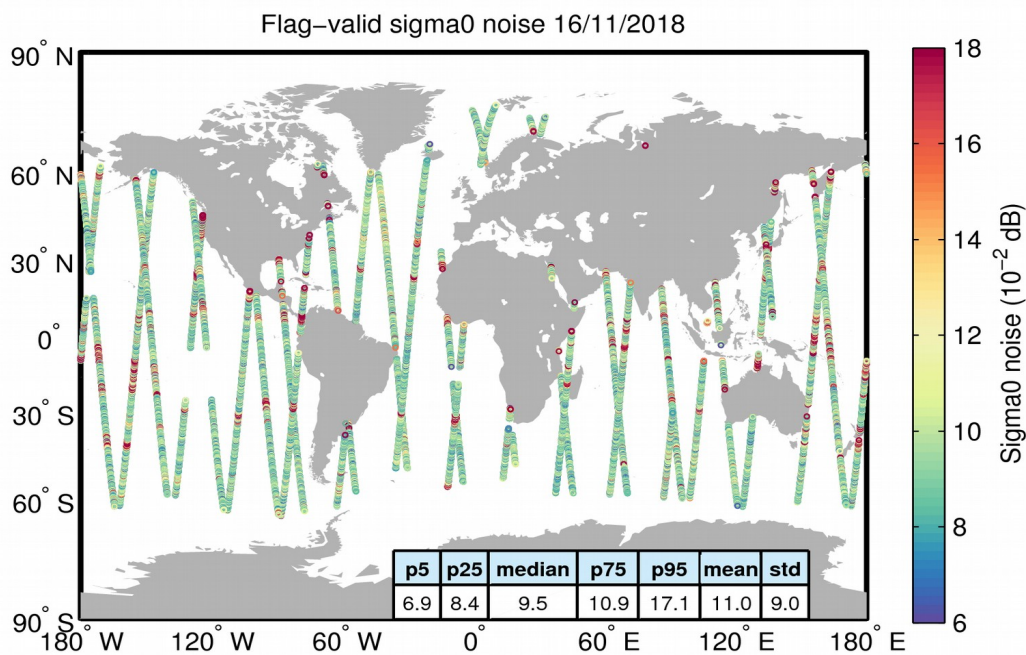 Flag−valid sigma0 noise 16/11/2018
90° N
60° N
30° N
0°
30° S
60° S
90° S
180° W
120° W
60° W
0°
60° E
120° E
180° E
p5 p25 median p75 p95 mean std
6.9 8.4 9.5 10.9 17.1 11.0 9.0
18
16
14
12
10
8
6
Sigma0 noise (10⁻² dB)